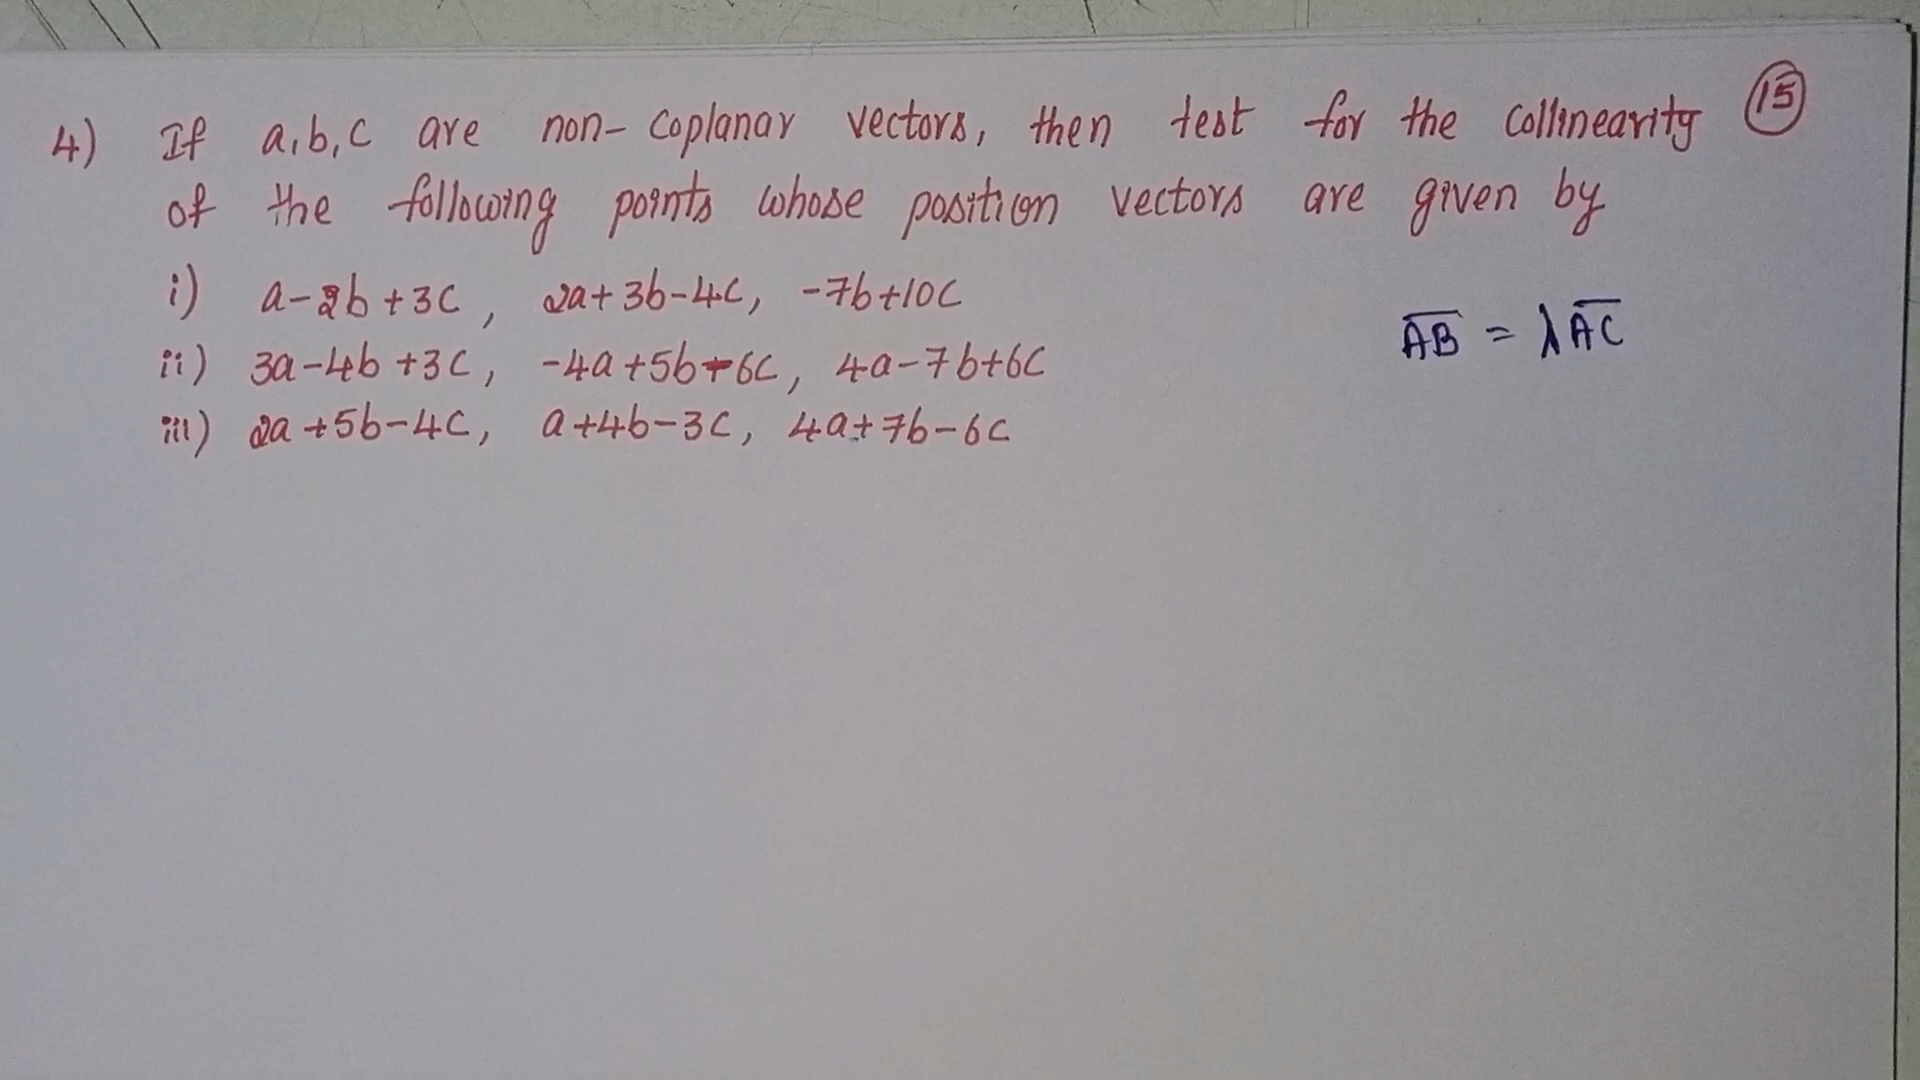 4) If a,b,c are non-coplanar vectors, then test for the collinearity 15
of the following points whose position vectors are given by
i) a-2b+3c, 2a+3b-4c, -7b+10c
ii) 3a-4b+3c, -4a+5b-6c, 4a-7b+6c
iii) 2a+5b-4c, a+4b-3c, 4a+7b-6c
A̅B̅ = λA̅C̅